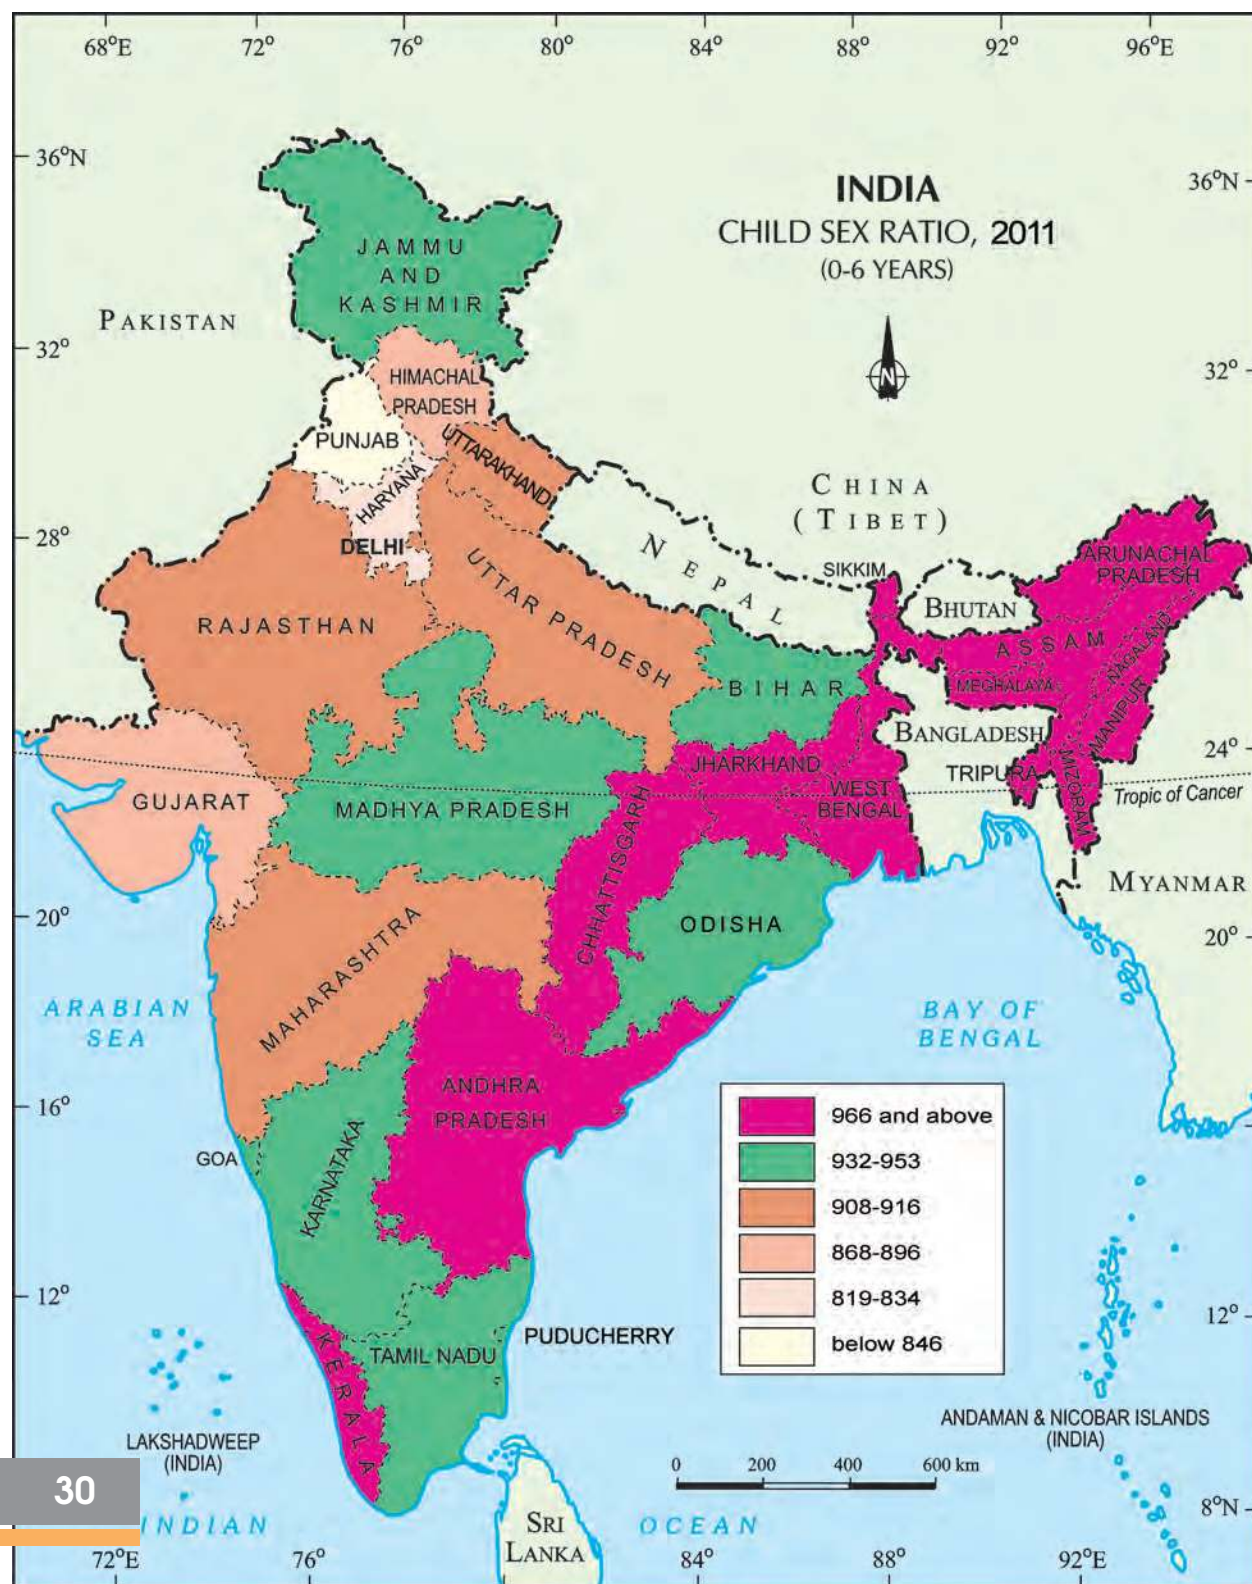 68°E
72°
76°
80°
84°
88°
92°
96°E
36°N
36°N
INDIA
CHILD SEX RATIO, 2011
(0-6 YEARS)
N
JAMMU
AND
KASHMIR
PAKISTAN
32°
32°
HIMACHAL
PRADESH
PUNJAB
UTTARAKHAND
HARYANA
CHINA
(TIBET)
28°
28°
DELHI
NEPAL
SIKKIM
ARUNACHAL
PRADESH
BHUTAN
RAJASTHAN
UTTAR PRADESH
ASSAM
NAGALAND
BIHAR
MEGHALAYA
MANIPUR
BANGLADESH
24°
JHARKHAND
TRIPURA
MIZORAM
GUJARAT
MADHYA PRADESH
WEST
BENGAL
Tropic of Cancer
CHHATTISGARH
MYANMAR
20°
20°
ODISHA
MAHARASHTRA
ARABIAN
SEA
BAY OF
BENGAL
ANDHRA
PRADESH
16°
966 and above
932-953
908-916
868-896
819-834
below 846
GOA
KARNATAKA
12°
12°
PUDUCHERRY
TAMIL NADU
KERALA
LAKSHADWEEP
(INDIA)
ANDAMAN & NICOBAR ISLANDS
(INDIA)
0 200 400 600 km
30
8°N
INDIAN
OCEAN
SRI
LANKA
72°E
76°
84°
88°
92°E